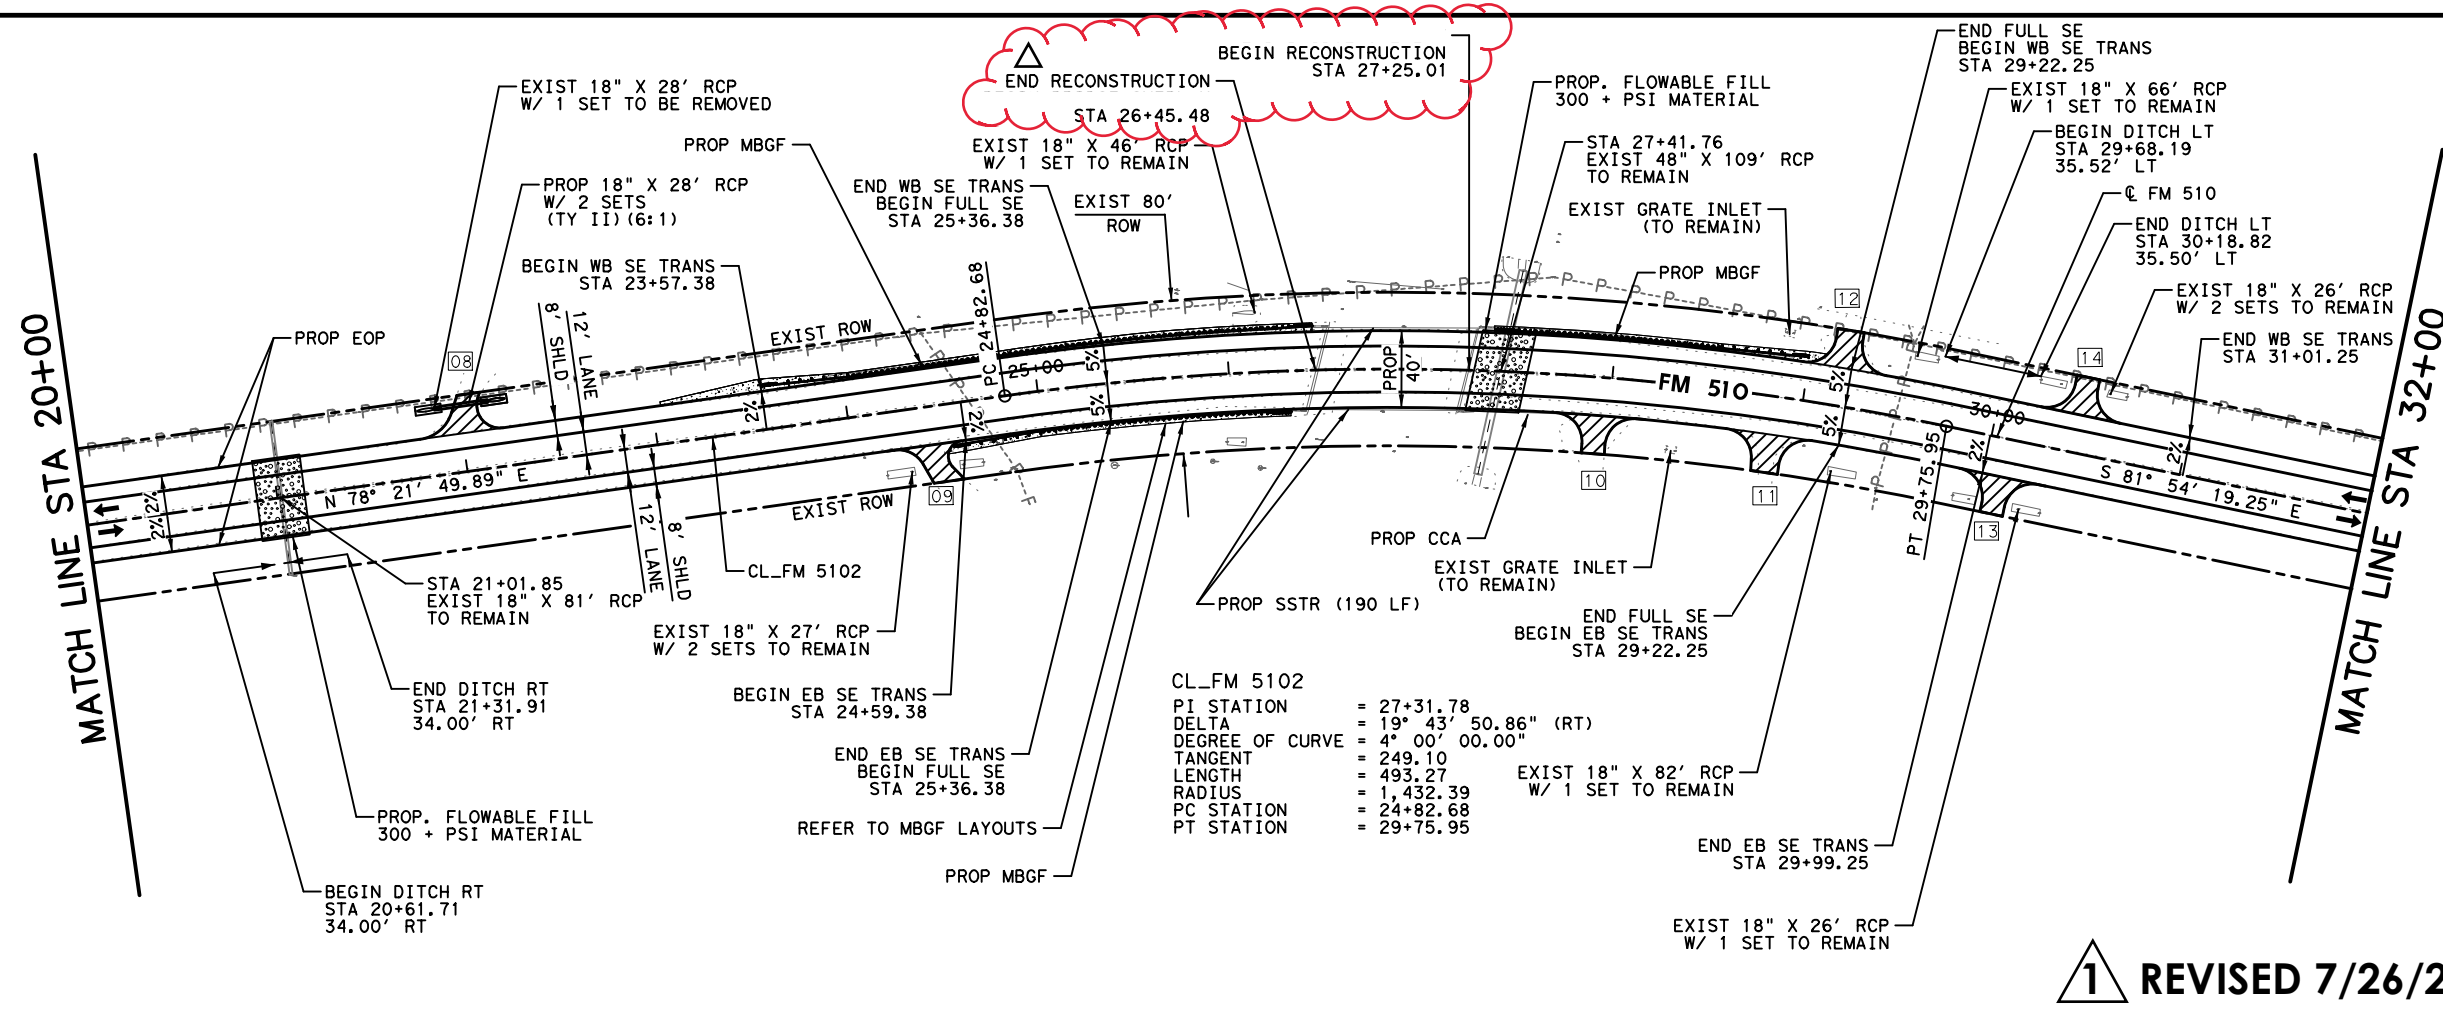 END FULL SE
BEGIN WB SE TRANS
STA 29+22.25
BEGIN RECONSTRUCTION
STA 27+25.01
END RECONSTRUCTION
STA 26+45.48
EXIST 18" X 28' RCP
W/ 1 SET TO BE REMOVED
PROP. FLOWABLE FILL
300 + PSI MATERIAL
EXIST 18" X 66' RCP
W/ 1 SET TO REMAIN
PROP MBGF
EXIST 18" X 46' RCP
W/ 1 SET TO REMAIN
STA 27+41.76
EXIST 48" X 109' RCP
TO REMAIN
BEGIN DITCH LT
STA 29+68.19
35.52' LT
PROP 18" X 28' RCP
W/ 2 SETS
(TY II)(6:1)
END WB SE TRANS
BEGIN FULL SE
STA 25+36.38
EXIST 80'
ROW
EXIST GRATE INLET
(TO REMAIN)
℄ FM 510
END DITCH LT
STA 30+18.82
35.50' LT
BEGIN WB SE TRANS
STA 23+57.38
PROP MBGF
EXIST 18" X 26' RCP
W/ 2 SETS TO REMAIN
END WB SE TRANS
STA 31+01.25
MATCH LINE STA 20+00
PROP EOP
08
8' SHLD
12' LANE
EXIST ROW
PC 24+82.68
25+00
5%
5%
2%
2%
PROP
40'
FM 510
12
14
5%
5%
30+00
2%
2%
S 81° 54' 19.25" E
MATCH LINE STA 32+00
2%
2%
N 78° 21' 49.89" E
12' LANE
8' SHLD
EXIST ROW
09
10
11
13
PT 29+75.95
PROP CCA
EXIST GRATE INLET
(TO REMAIN)
CL_FM 5102
STA 21+01.85
EXIST 18" X 81' RCP
TO REMAIN
PROP SSTR (190 LF)
END FULL SE
BEGIN EB SE TRANS
STA 29+22.25
EXIST 18" X 27' RCP
W/ 2 SETS TO REMAIN
END DITCH RT
STA 21+31.91
34.00' RT
BEGIN EB SE TRANS
STA 24+59.38
CL_FM 5102
PI STATION = 27+31.78
DELTA = 19° 43' 50.86" (RT)
DEGREE OF CURVE = 4° 00' 00.00"
TANGENT = 249.10
LENGTH = 493.27
RADIUS = 1,432.39
PC STATION = 24+82.68
PT STATION = 29+75.95
END EB SE TRANS
BEGIN FULL SE
STA 25+36.38
EXIST 18" X 82' RCP
W/ 1 SET TO REMAIN
PROP. FLOWABLE FILL
300 + PSI MATERIAL
REFER TO MBGF LAYOUTS
END EB SE TRANS
STA 29+99.25
PROP MBGF
BEGIN DITCH RT
STA 20+61.71
34.00' RT
EXIST 18" X 26' RCP
W/ 1 SET TO REMAIN
1 REVISED 7/26/2